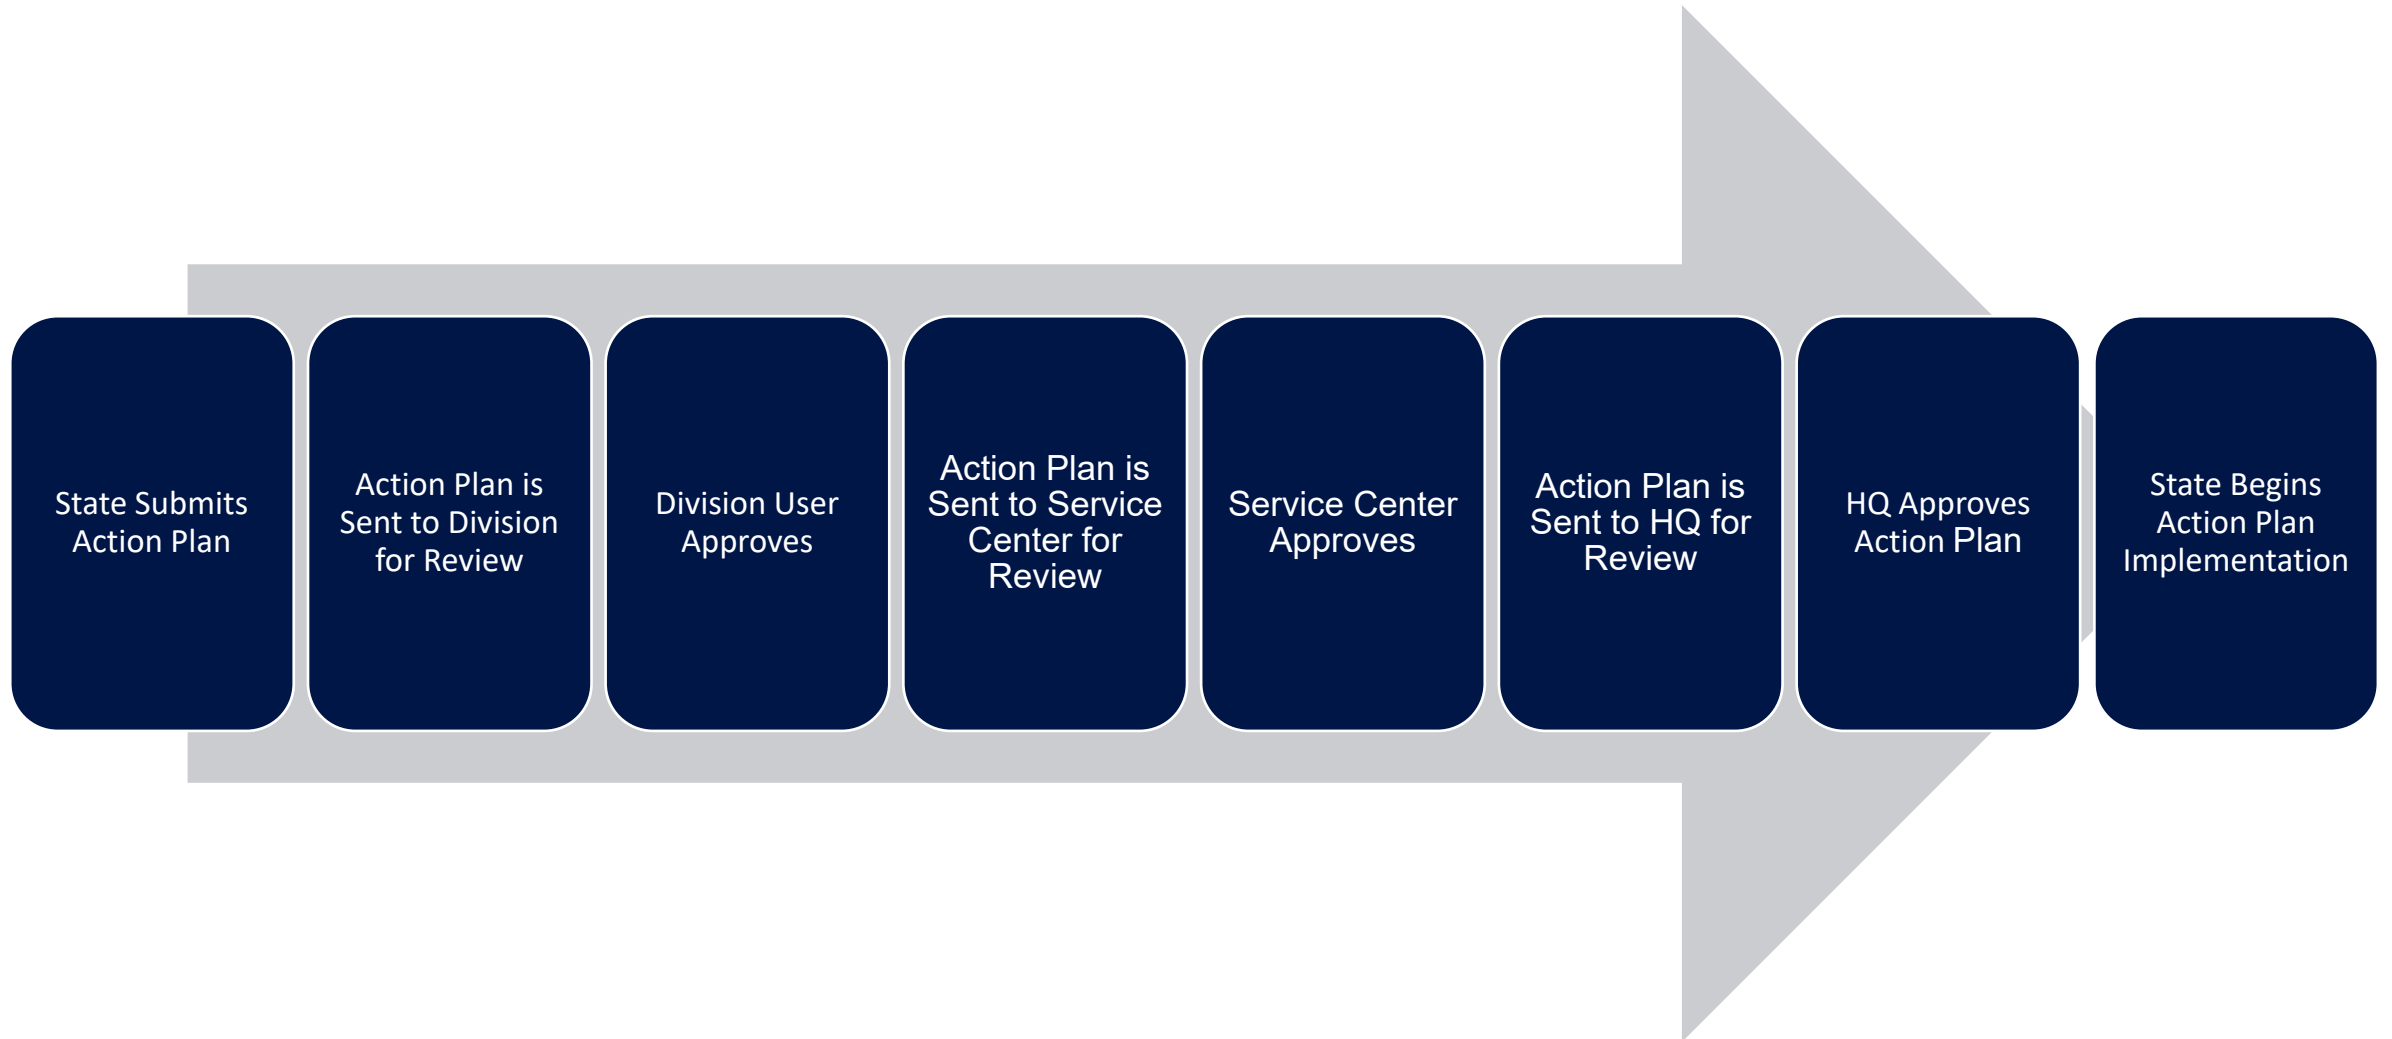 State Submits
Action Plan
Action Plan is
Sent to Division
for Review
Division User
Approves
Action Plan is
Sent to Service
Center for
Review
Service Center
Approves
Action Plan is
Sent to HQ for
Review
HQ Approves
Action Plan
State Begins
Action Plan
Implementation